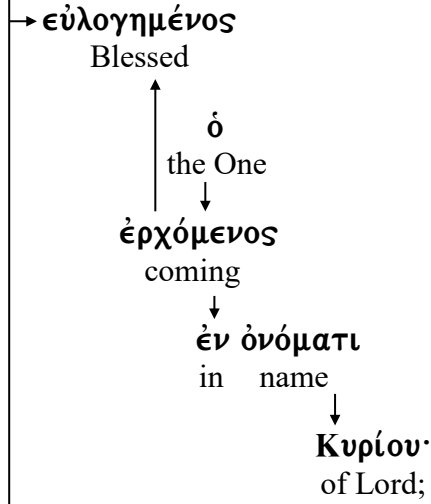 εὐλογημένος
Blessed
ὁ
the One
ἐρχόμενος
coming
ἐν ὀνόματι
in name
Κυρίου·
of Lord;